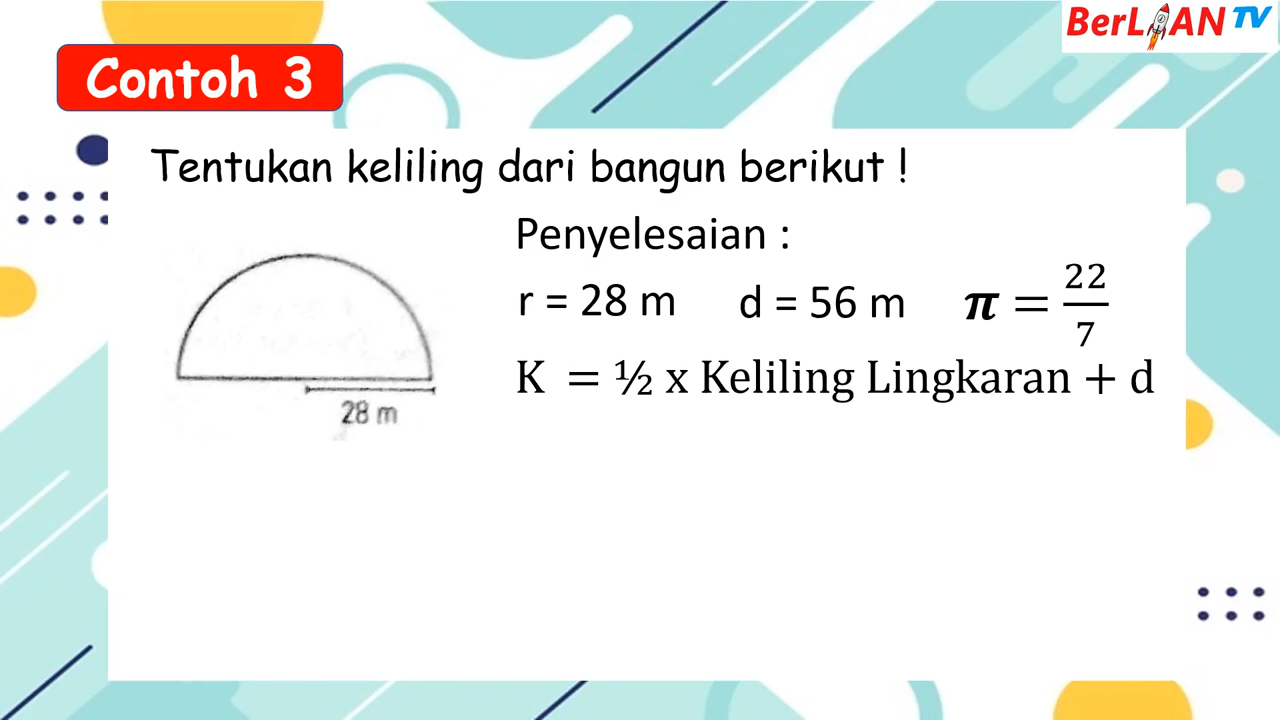 BerLIAN TV
Contoh 3
Tentukan keliling dari bangun berikut !
Penyelesaian :
r = 28 m d = 56 m π = 22/7
K = ½ x Keliling Lingkaran + d
28 m